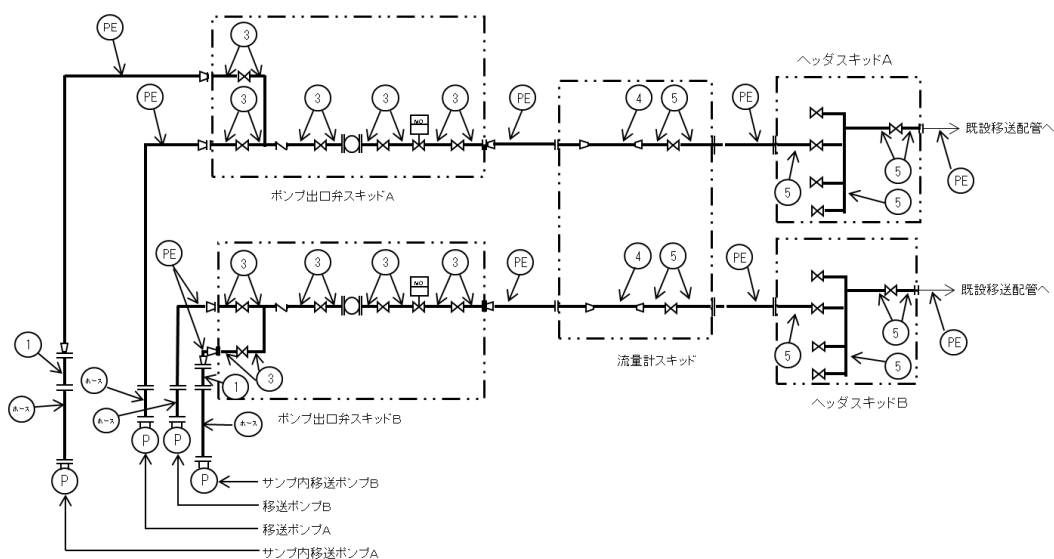 PE
3
PE
3
3
3
MO
3
PE
4
5
PE
ヘッダスキッドA
既設移送配管へ
5
5
5
PE
ポンプ出口弁スキッドA
PE
3
3
3
MO
3
PE
4
5
PE
既設移送配管へ
5
5
5
PE
流量計スキッド
1
ホース
ホース
ホース
3
1
ホース
ポンプ出口弁スキッドB
ヘッダスキッドB
P
P
P
P
サンプ内移送ポンプB
移送ポンプB
移送ポンプA
サンプ内移送ポンプA